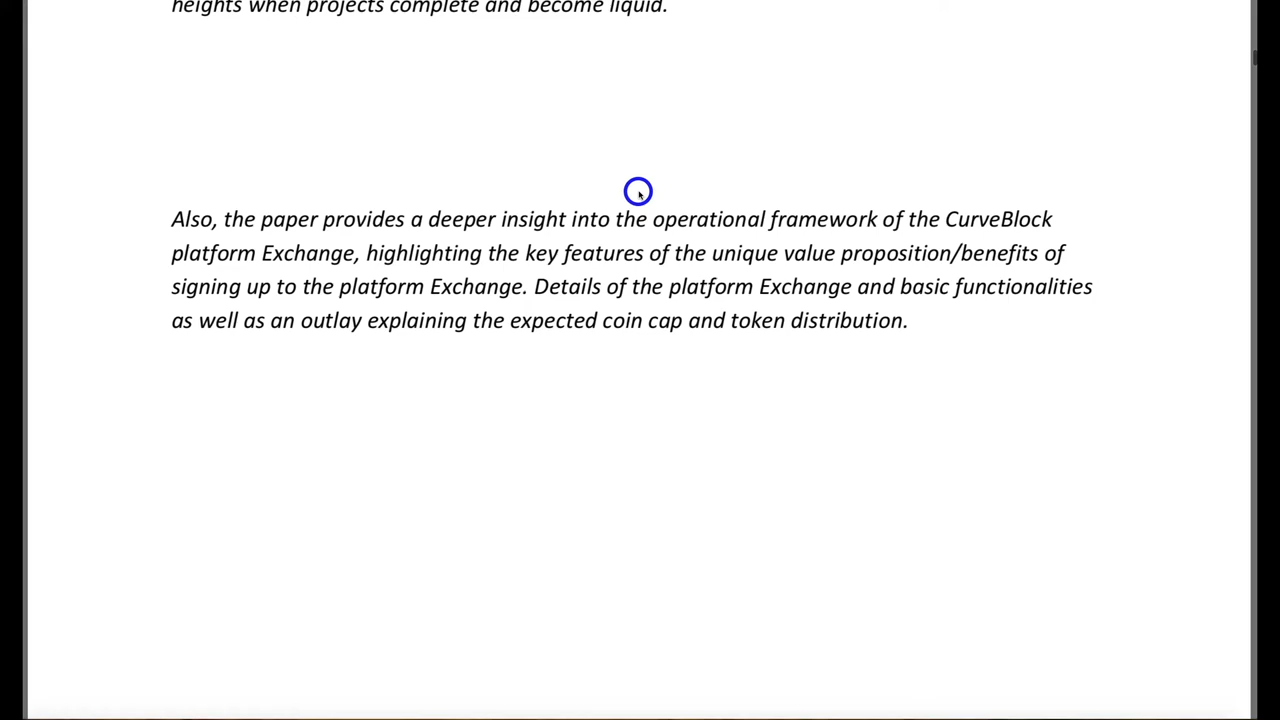 heights when projects complete and become liquid.
Also, the paper provides a deeper insight into the operational framework of the CurveBlock
platform Exchange, highlighting the key features of the unique value proposition/benefits of
signing up to the platform Exchange. Details of the platform Exchange and basic functionalities
as well as an outlay explaining the expected coin cap and token distribution.